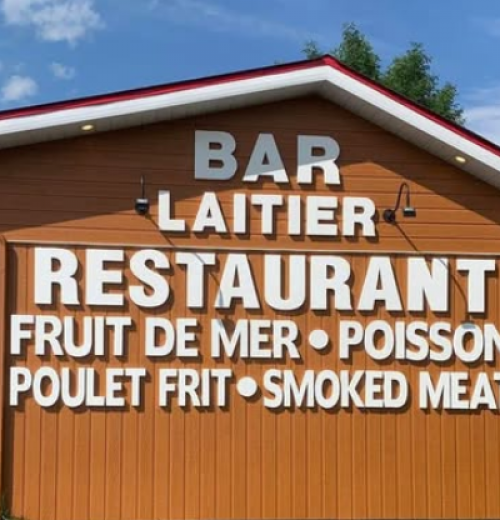 BAR
LAITIER
RESTAURANT
FRUIT DE MER • POISSON
POULET FRIT • SMOKED MEAT